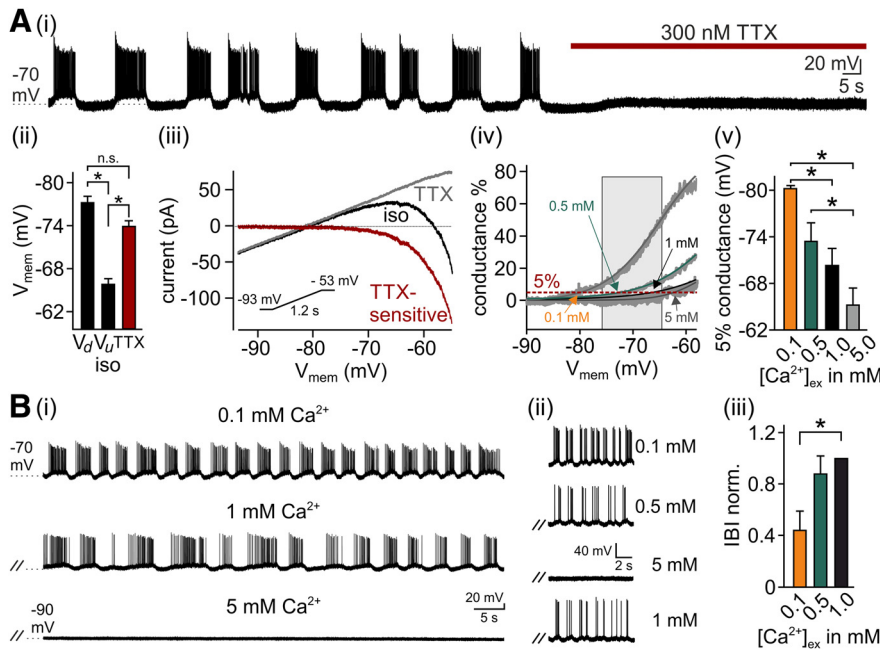 A (i)
300 nM TTX
-70
mV
20 mV
5 s
(ii)
n.s.
*
*
-80
-74
-68
-62
Vmem (mV)
Vd Vu TTX
iso
(iii)
50
0
-50
-100
current (pA)
TTX
iso
-93 mV
- 53 mV
1.2 s
TTX-
sensitive
-90 -80 -70 -60
Vmem (mV)
(iv)
80
60
40
20
0
conductance %
0.5 mM
1 mM
5%
0.1 mM
5 mM
-90 -80 -70 -60
Vmem (mV)
(v)
*
*
*
-80
-74
-68
-62
5% conductance (mV)
0.1
0.5
1.0
5.0
[Ca²⁺]ex in mM
B (i)
0.1 mM Ca²⁺
-70
mV
1 mM Ca²⁺
//
5 mM Ca²⁺
-90
mV
//
20 mV
5 s
(ii)
0.1 mM
0.5 mM
//
40 mV
2 s
5 mM
//
1 mM
//
(iii)
*
1.2
0.8
0.4
0
IBI norm.
0.1
0.5
1.0
[Ca²⁺]ex in mM